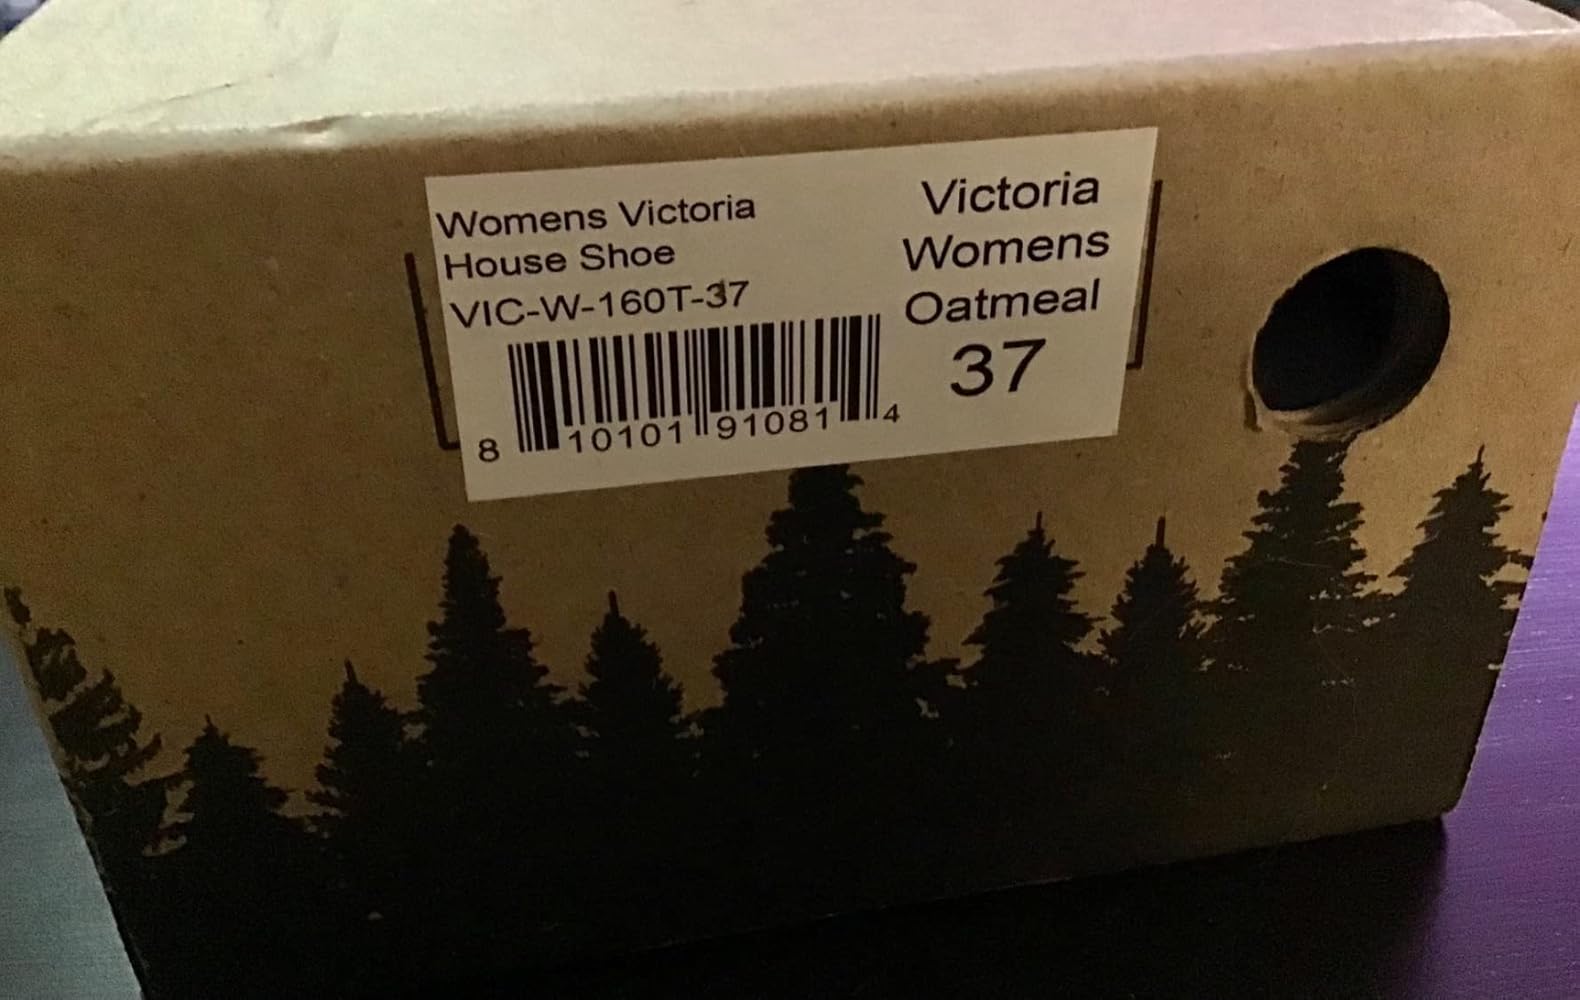 Womens Victoria
House Shoe
VIC-W-160T-37
8 10101 91081 4
Victoria
Womens
Oatmeal
37